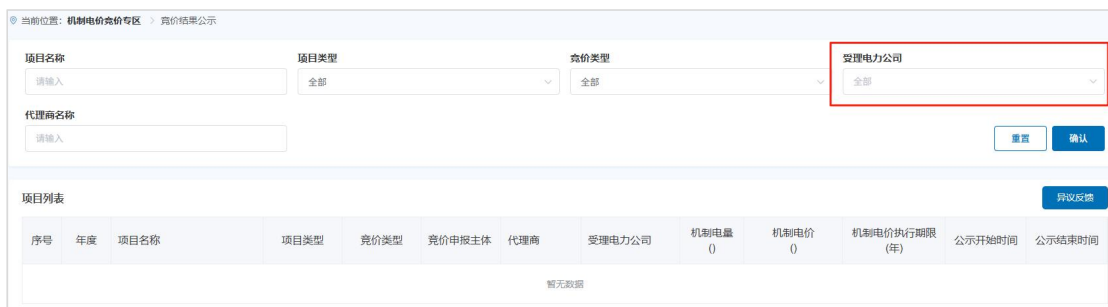 当前位置：机制电价竞价专区 > 竞价结果公示
项目名称 项目类型 竞价类型 受理电力公司
请输入 全部 全部 全部
代理商名称
请输入 重置 确认
项目列表 异议反馈
序号 年度 项目名称 项目类型 竞价类型 竞价申报主体 代理商 受理电力公司 机制电量 () 机制电价 () 机制电价执行期限 (年) 公示开始时间 公示结束时间
暂无数据